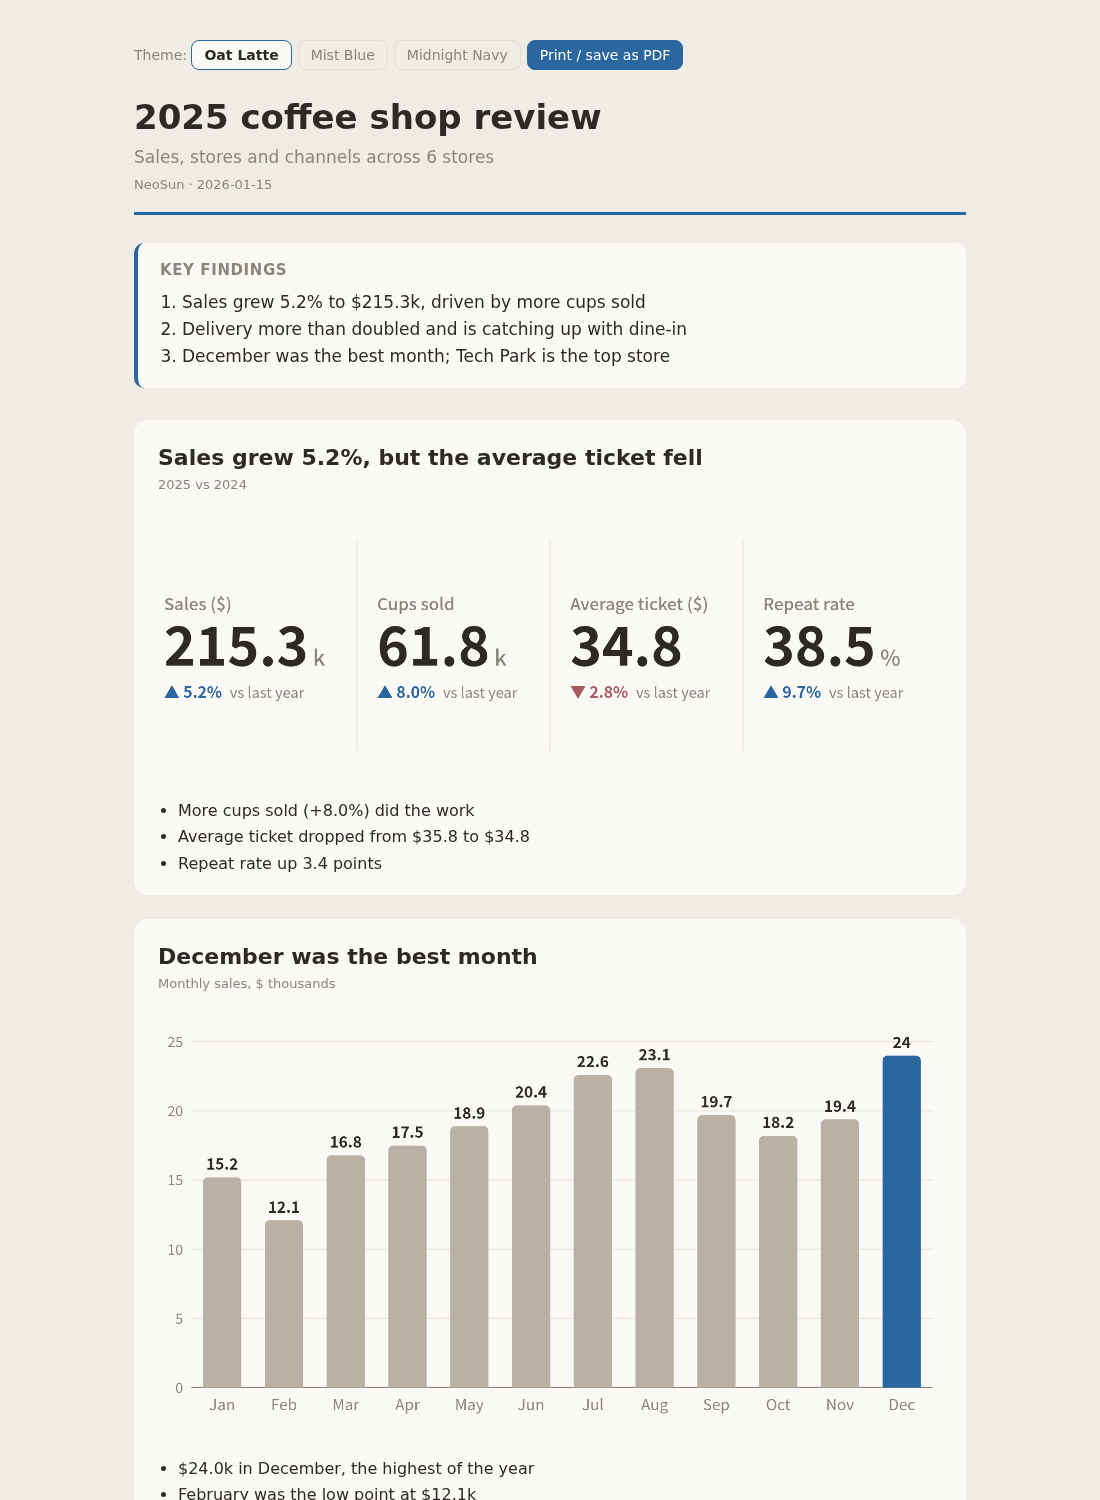 Theme: Oat Latte Mist Blue Midnight Navy Print / save as PDF
2025 coffee shop review
Sales, stores and channels across 6 stores
NeoSun · 2026-01-15
KEY FINDINGS
1. Sales grew 5.2% to $215.3k, driven by more cups sold
2. Delivery more than doubled and is catching up with dine-in
3. December was the best month; Tech Park is the top store
Sales grew 5.2%, but the average ticket fell
2025 vs 2024
Sales ($) Cups sold Average ticket ($) Repeat rate
215.3 k 61.8 k 34.8 38.5 %
▲ 5.2% vs last year ▲ 8.0% vs last year ▼ 2.8% vs last year ▲ 9.7% vs last year
• More cups sold (+8.0%) did the work
• Average ticket dropped from $35.8 to $34.8
• Repeat rate up 3.4 points
December was the best month
Monthly sales, $ thousands
25
20
15
10
5
0
15.2 12.1 16.8 17.5 18.9 20.4 22.6 23.1 19.7 18.2 19.4 24
Jan Feb Mar Apr May Jun Jul Aug Sep Oct Nov Dec
• $24.0k in December, the highest of the year
• February was the low point at $12.1k